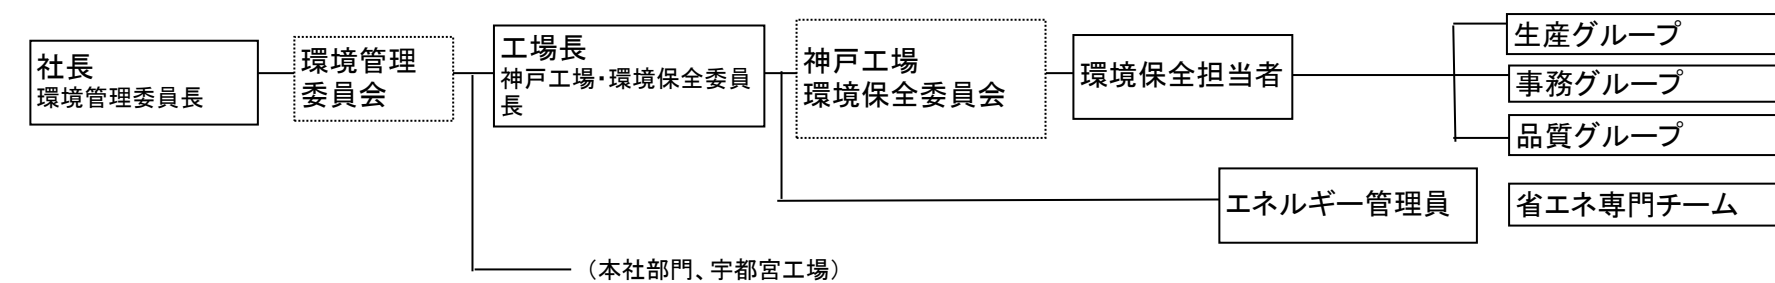 社長
環境管理委員長
環境管理
委員会
工場長
神戸工場・環境保全委員
長
神戸工場
環境保全委員会
環境保全担当者
生産グループ
事務グループ
品質グループ
エネルギー管理員
省エネ専門チーム
（本社部門、宇都宮工場）